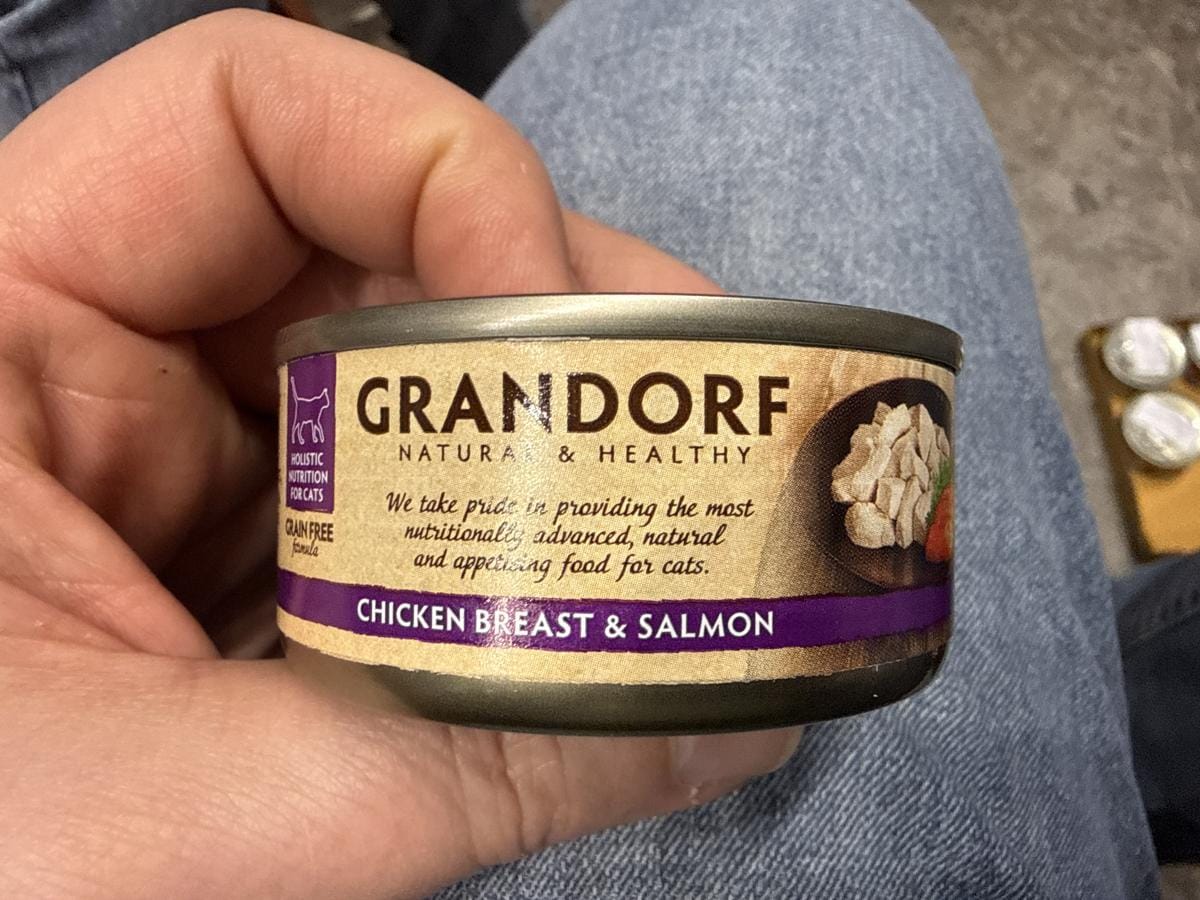 GRANDORF
NATURAL & HEALTHY
HOLISTIC
NUTRITION
FOR CATS
GRAIN FREE
formula
We take pride in providing the most
nutritionally advanced, natural
and appetising food for cats.
CHICKEN BREAST & SALMON